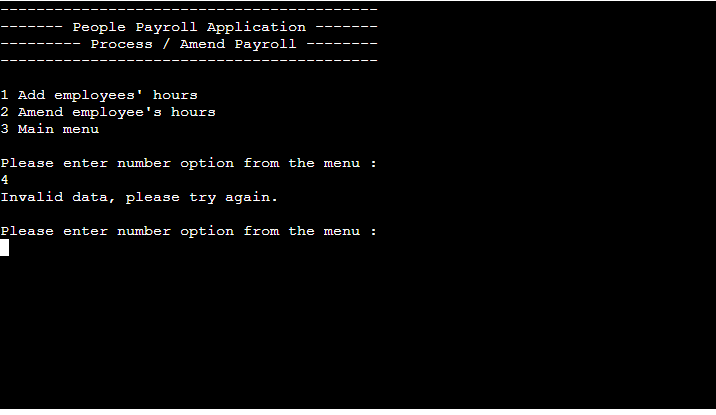 ------------------------------------------
------- People Payroll Application -------
--------- Process / Amend Payroll --------
------------------------------------------
1 Add employees' hours
2 Amend employee's hours
3 Main menu
Please enter number option from the menu :
4
Invalid data, please try again.
Please enter number option from the menu :